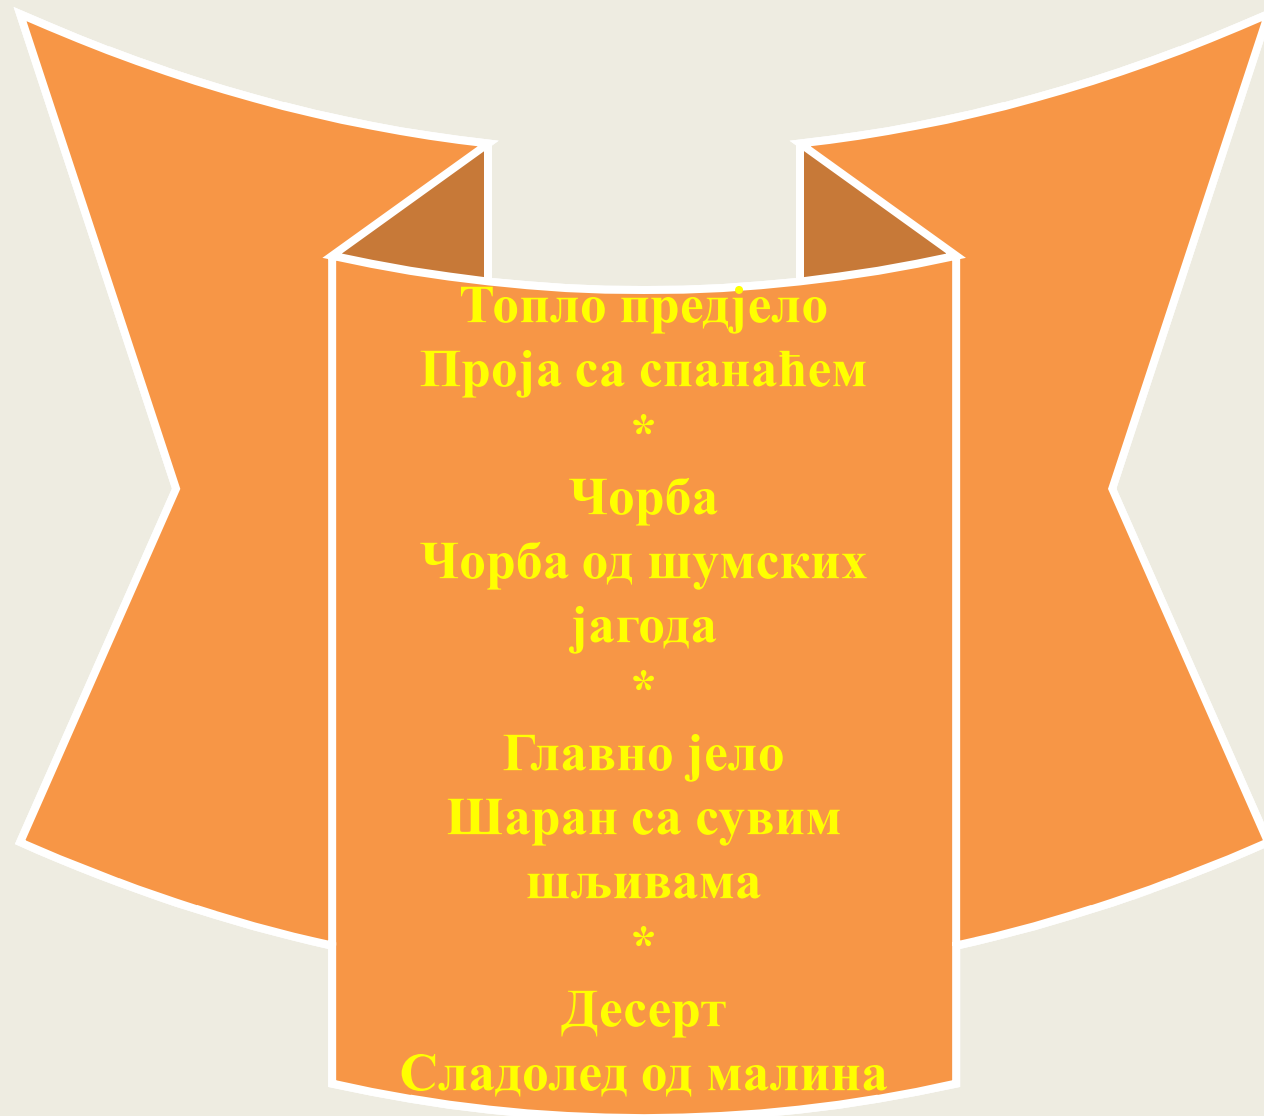 Топло предјело
Проја са спанаћем
*
Чорба
Чорба од шумских
јагода
*
Главно јело
Шаран са сувим
шљивама
*
Десерт
Сладолед од малина